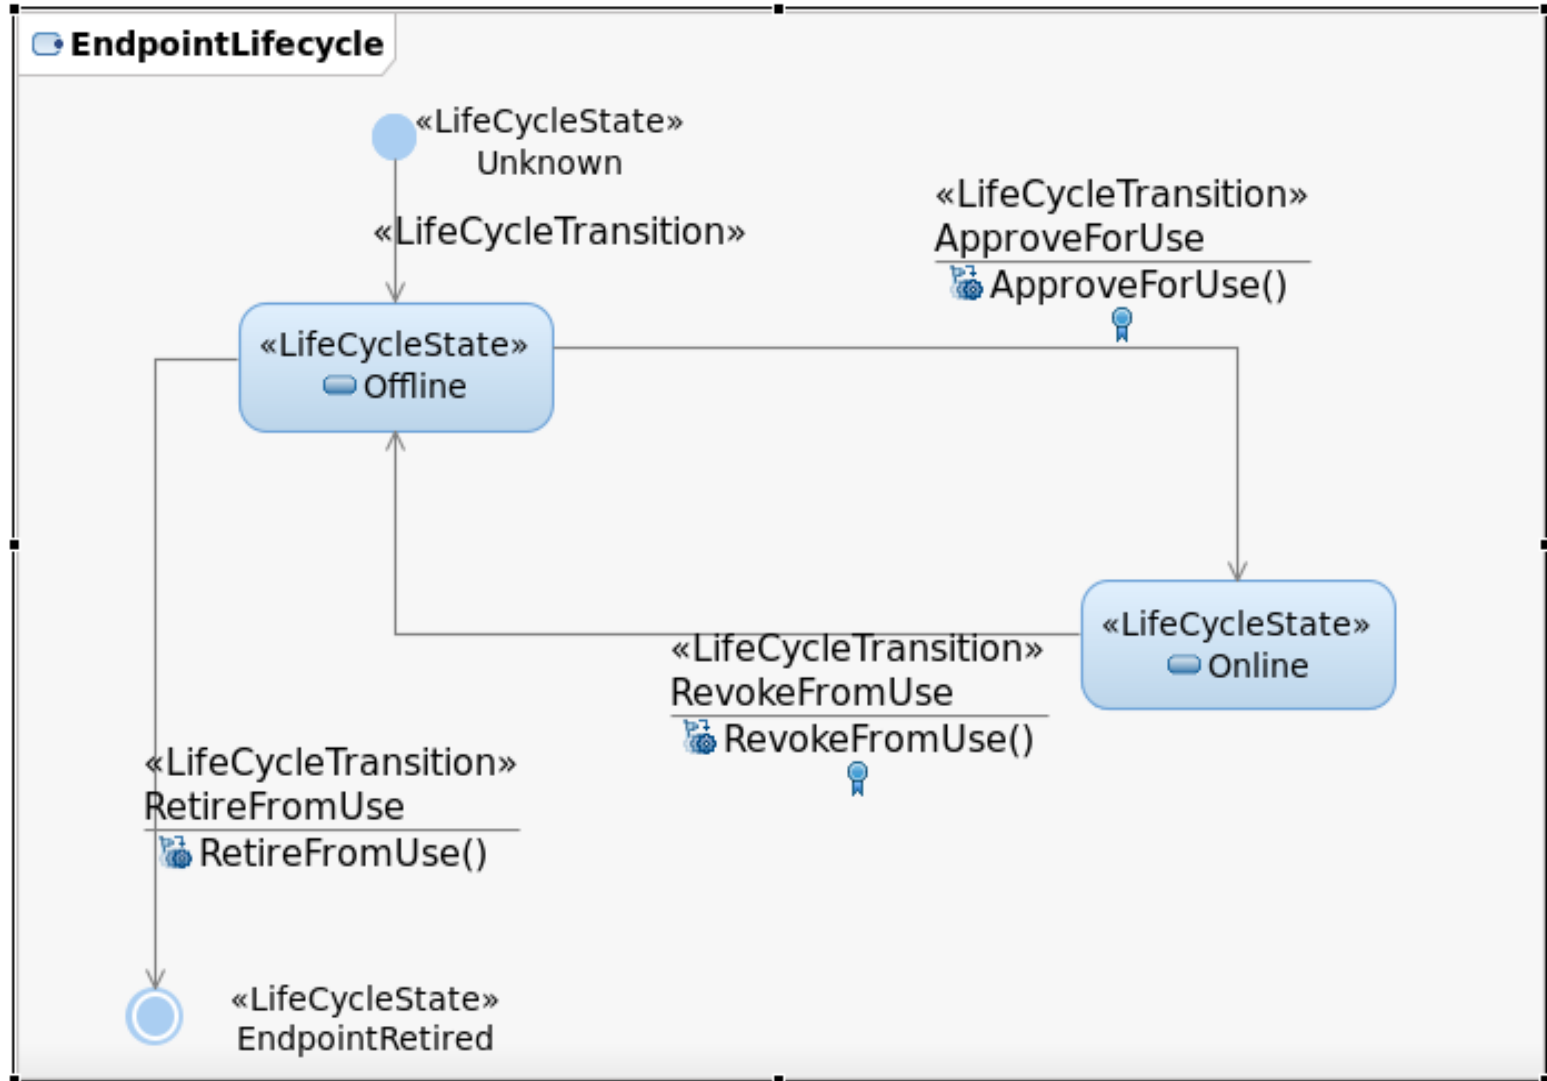 EndpointLifecycle
«LifeCycleState»
Unknown
«LifeCycleTransition»
«LifeCycleTransition»
ApproveForUse
ApproveForUse()
«LifeCycleState»
Offline
«LifeCycleState»
Online
«LifeCycleTransition»
RevokeFromUse
RevokeFromUse()
«LifeCycleTransition»
RetireFromUse
RetireFromUse()
«LifeCycleState»
EndpointRetired